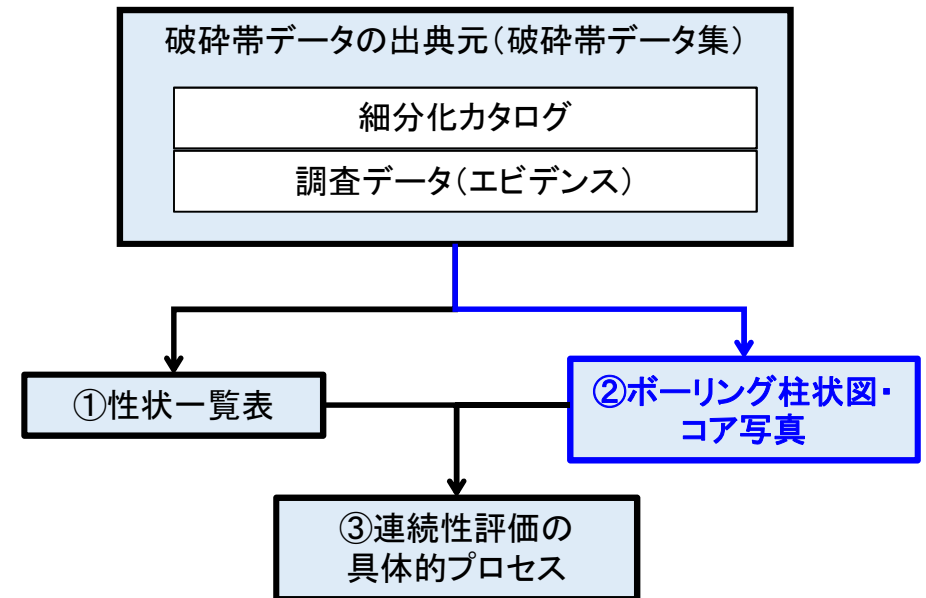 破砕帯データの出典元(破砕帯データ集)
細分化カタログ
調査データ(エビデンス)
①性状一覧表
②ボーリング柱状図・
コア写真
③連続性評価の
具体的プロセス